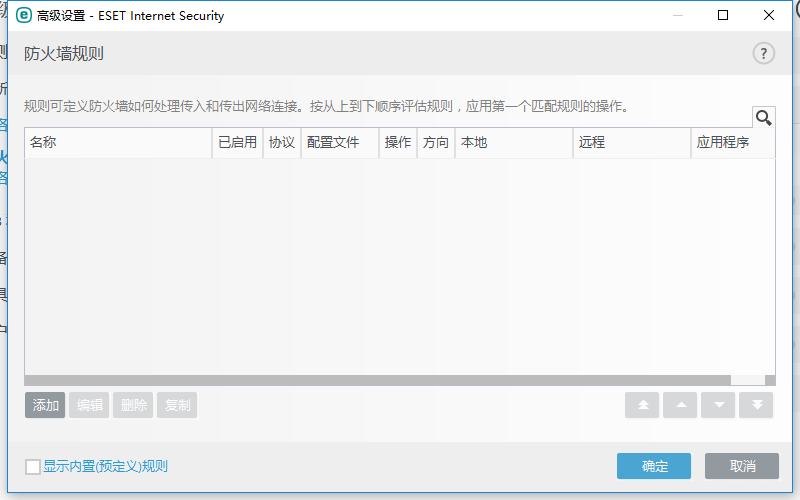 高级设置 - ESET Internet Security
防火墙规则
?
规则可定义防火墙如何处理传入和传出网络连接。按从上到下顺序评估规则，应用第一个匹配规则的操作。
名称 已启用 协议 配置文件 操作 方向 本地 远程 应用程序
添加 编辑 删除 复制
显示内置(预定义)规则 确定 取消